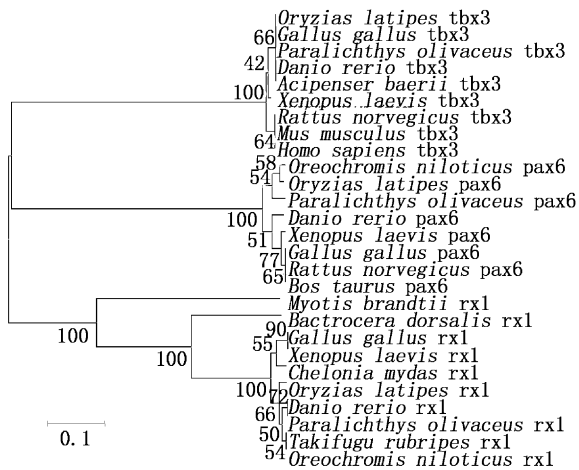 Oryzias latipes tbx3
Gallus gallus tbx3
Paralichthys olivaceus tbx3
Danio rerio tbx3
Acipenser baerii tbx3
Xenopus laevis tbx3
Rattus norvegicus tbx3
Mus musculus tbx3
Homo sapiens tbx3
Oreochromis niloticus pax6
Oryzias latipes pax6
Paralichthys olivaceus pax6
Danio rerio pax6
Xenopus laevis pax6
Gallus gallus pax6
Rattus norvegicus pax6
Bos taurus pax6
Myotis brandtii rx1
Bactrocera dorsalis rx1
Gallus gallus rx1
Xenopus laevis rx1
Chelonia mydas rx1
Oryzias latipes rx1
Danio rerio rx1
Paralichthys olivaceus rx1
Takifugu rubripes rx1
Oreochromis niloticus rx1
66
42
100
64
58
54
100
51
77
65
100
100
90
55
100
72
66
50
54
0.1